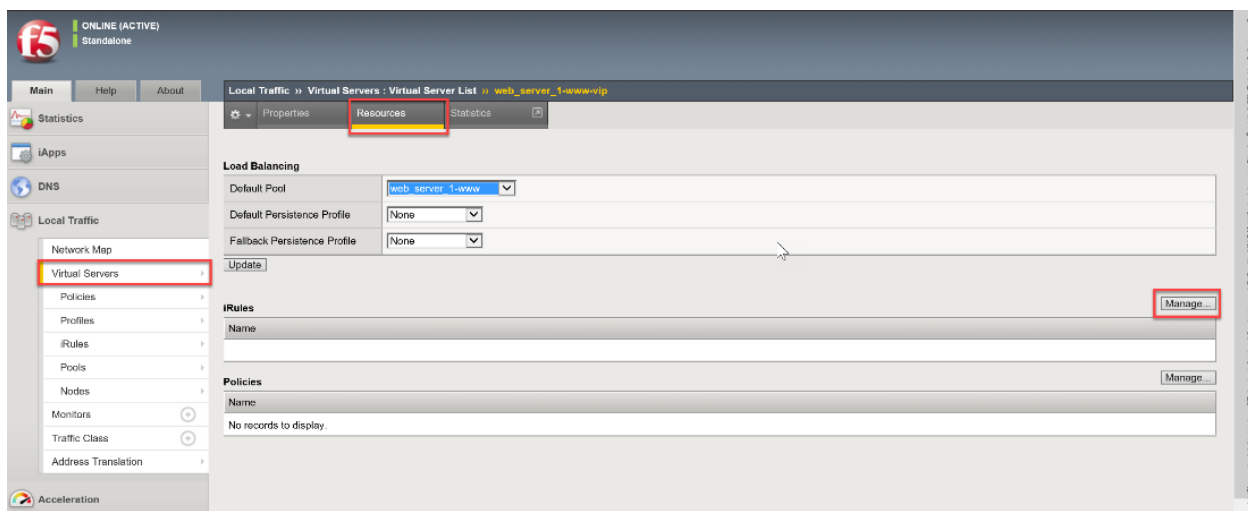 f5
ONLINE (ACTIVE)
Standalone
Main Help About
Local Traffic ›› Virtual Servers : Virtual Server List ›› web_server_1-www-vip
Properties Resources Statistics
Statistics
iApps
DNS
Local Traffic
Network Map
Virtual Servers
Policies
Profiles
iRules
Pools
Nodes
Monitors
Traffic Class
Address Translation
Acceleration
Load Balancing
Default Pool web_server_1-www
Default Persistence Profile None
Fallback Persistence Profile None
Update
iRules Manage...
Name
Policies Manage...
Name
No records to display.